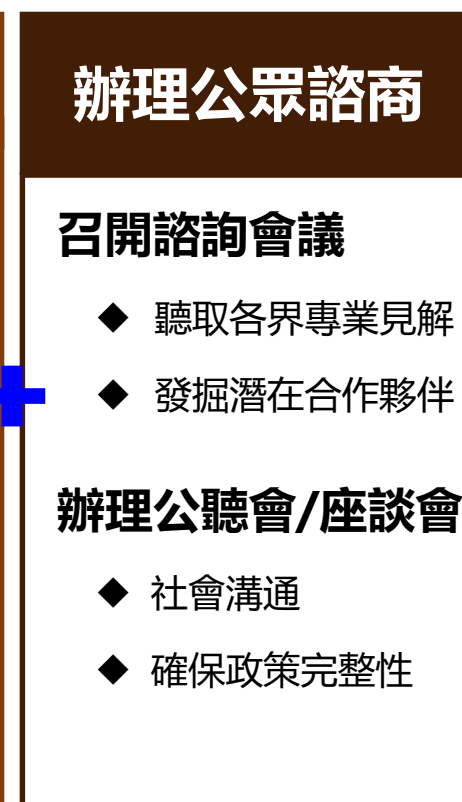 辦理公眾諮商
召開諮詢會議
◆ 聽取各界專業見解
◆ 發掘潛在合作夥伴
辦理公聽會/座談會
◆ 社會溝通
◆ 確保政策完整性